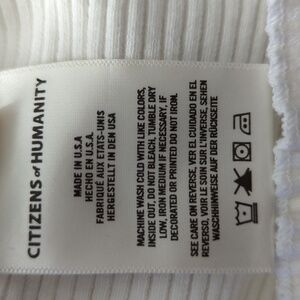 CITIZENS of HUMANITY
MADE IN U.S.A
HECHO EN U.S.A.
FABRIQUE AUX ETATS-UNIS
HERGESTELLT IN DEN USA
MACHINE WASH COLD WITH LIKE COLORS,
INSIDE OUT, DO NOT BLEACH, TUMBLE DRY
LOW, IRON MEDIUM IF NECESSARY, IF
DECORATED OR PRINTED DO NOT IRON.
SEE CARE ON REVERSE, VER EL CUIDADO EN EL
REVERSO, VOIR LE SOIN SUR L'INVERSE, SEHEN
WASCHHINWEISE AUF DER RÜCKSEITE